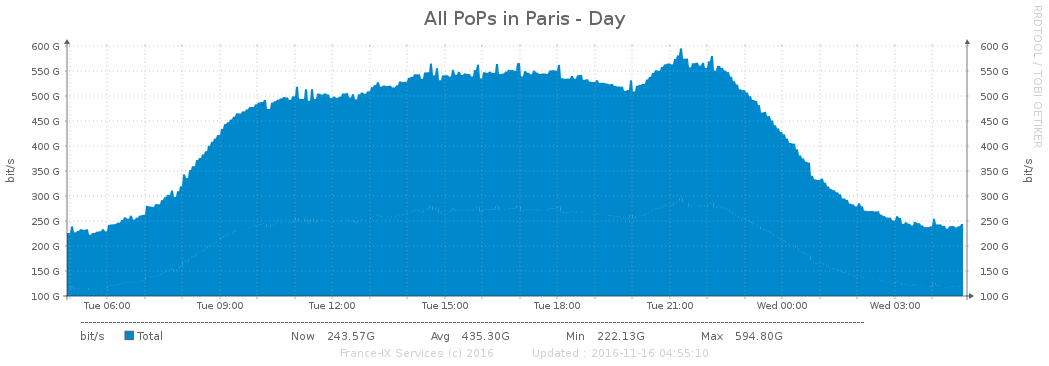 All PoPs in Paris - Day
RRDTOOL / TOBI OETIKER
600 G 600 G
550 G 550 G
500 G 500 G
450 G 450 G
400 G 400 G
350 G 350 G
300 G 300 G
250 G 250 G
200 G 200 G
150 G 150 G
100 G 100 G
bit/s bit/s
Tue 06:00 Tue 09:00 Tue 12:00 Tue 15:00 Tue 18:00 Tue 21:00 Wed 00:00 Wed 03:00
bit/s Total Now 243.57G Avg 435.30G Min 222.13G Max 594.80G
France-IX Services (c) 2016 Updated : 2016-11-16 04:55:10